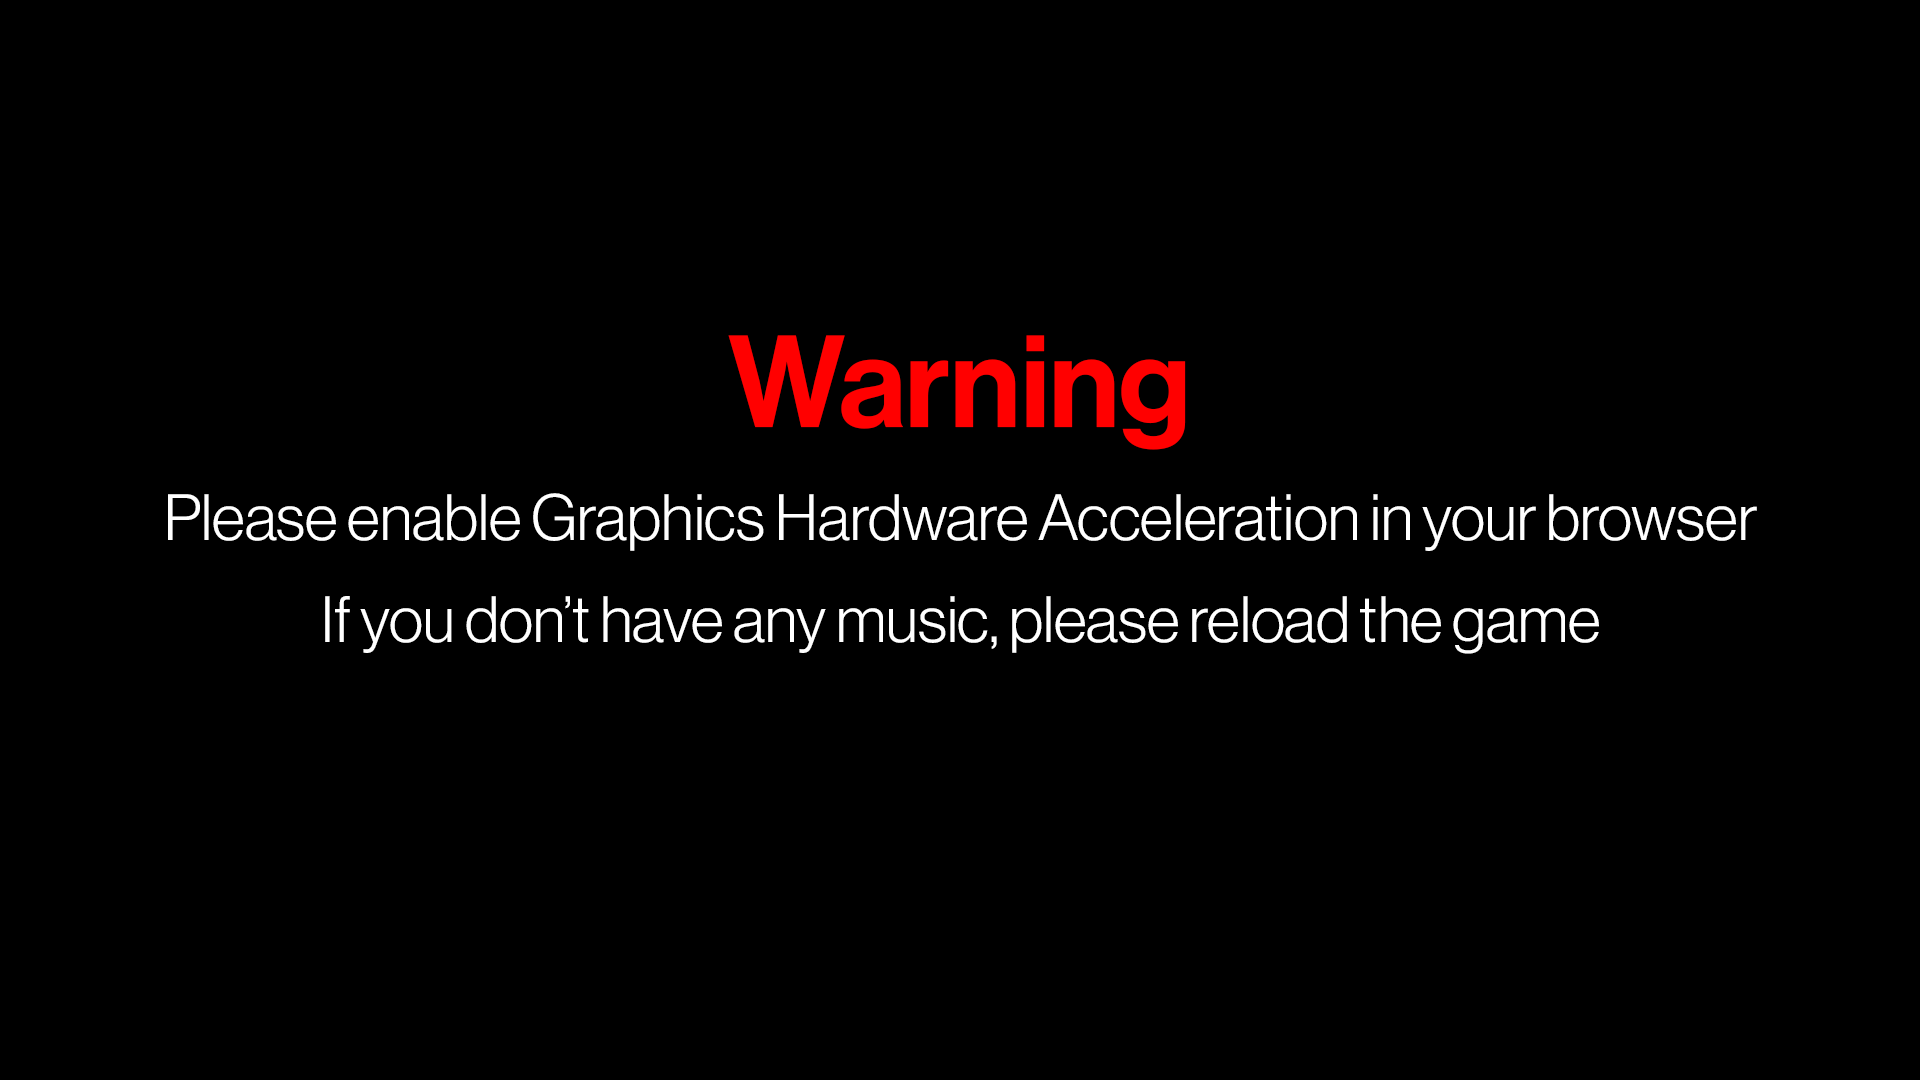 Warning
Please enable Graphics Hardware Acceleration in your browser
If you don’t have any music, please reload the game